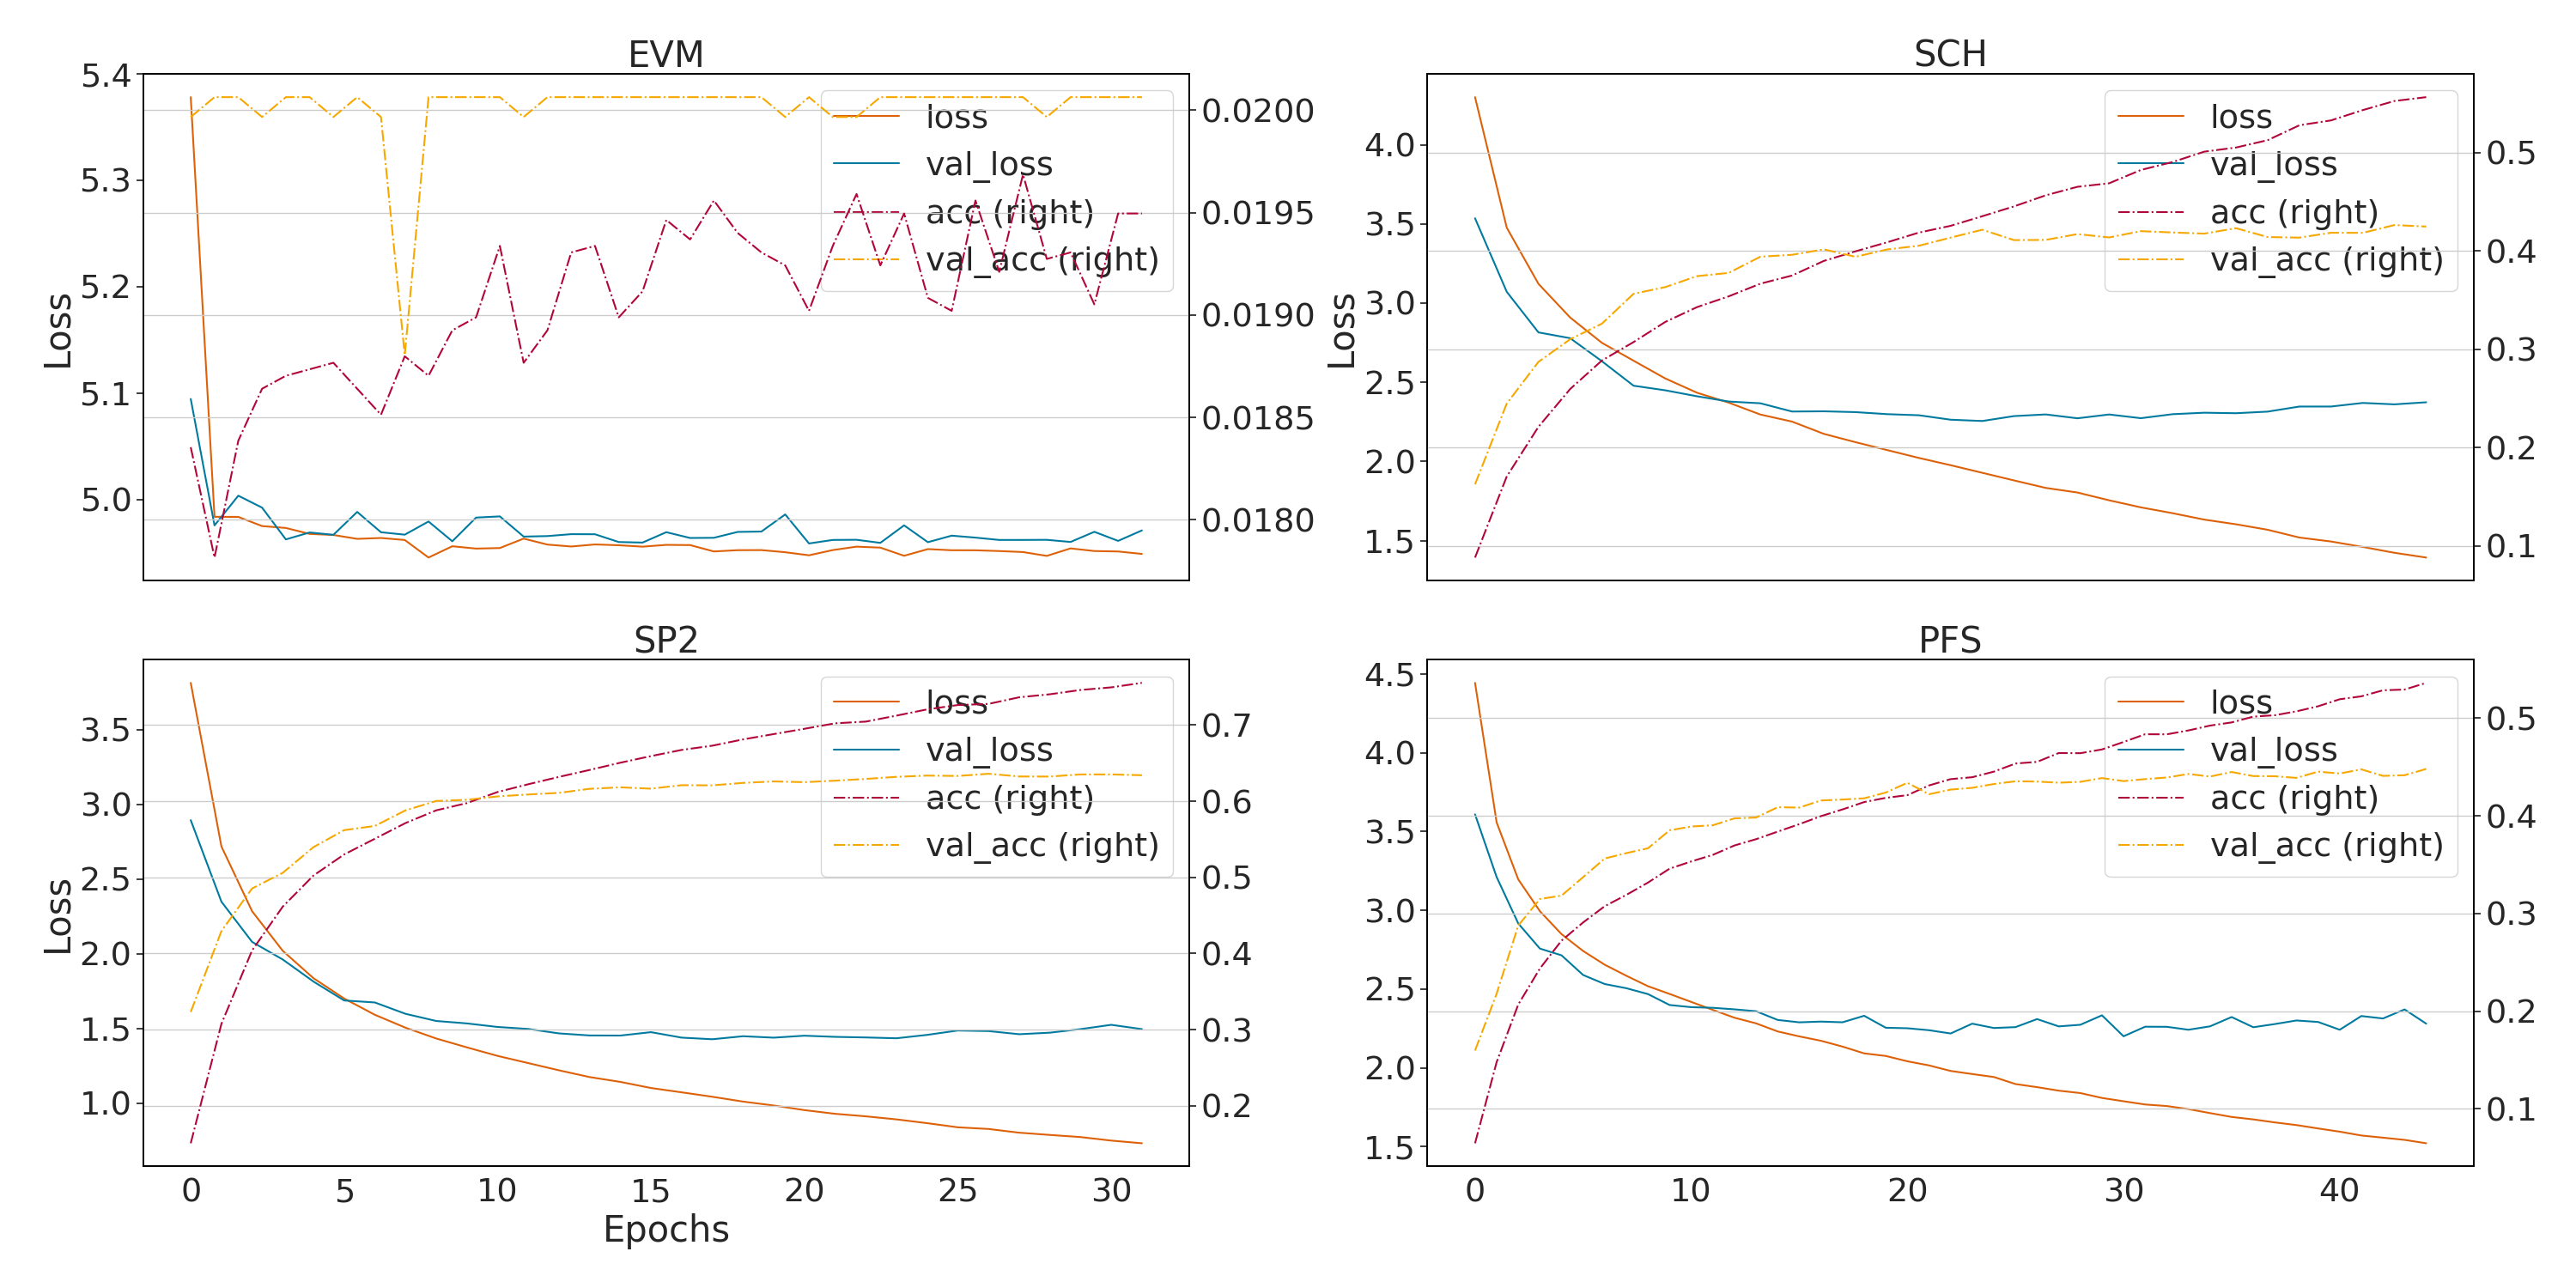 EVM
5.4
5.3
5.2
5.1
5.0
Loss
0.0200
0.0195
0.0190
0.0185
0.0180
loss
val_loss
acc (right)
val_acc (right)
SCH
4.0
3.5
3.0
2.5
2.0
1.5
Loss
0.5
0.4
0.3
0.2
0.1
loss
val_loss
acc (right)
val_acc (right)
SP2
3.5
3.0
2.5
2.0
1.5
1.0
Loss
0.7
0.6
0.5
0.4
0.3
0.2
loss
val_loss
acc (right)
val_acc (right)
0 5 10 15 20 25 30
Epochs
PFS
4.5
4.0
3.5
3.0
2.5
2.0
1.5
0.5
0.4
0.3
0.2
0.1
loss
val_loss
acc (right)
val_acc (right)
0 10 20 30 40